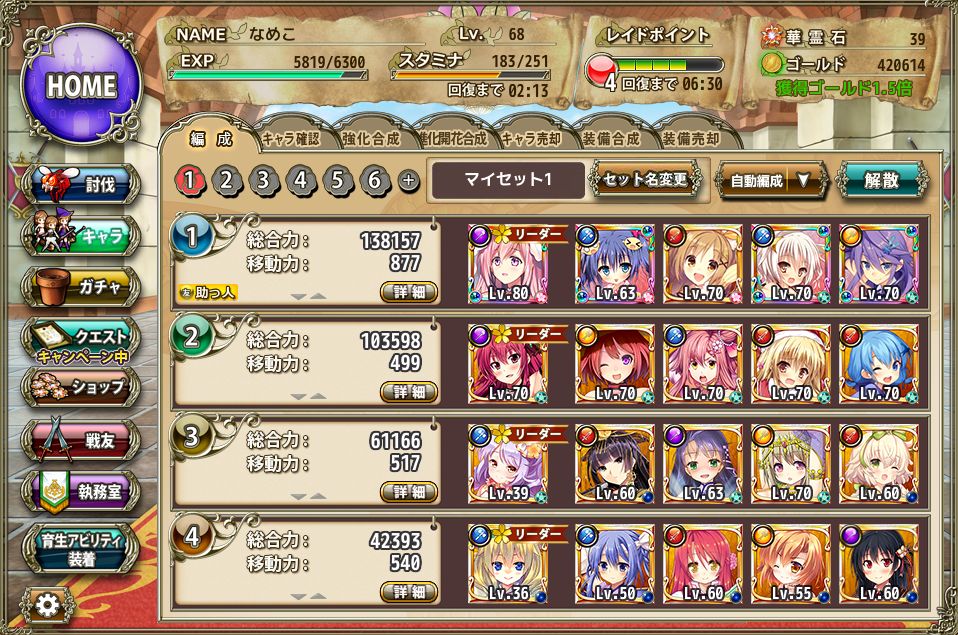 HOME
NAME なめこ
Lv. 68
EXP 5819/6300
スタミナ 183/251
回復まで 02:13
レイドポイント
4 回復まで 06:30
華霊石 39
ゴールド 420614
獲得ゴールド1.5倍
編成
キャラ確認
強化合成
進化開花合成
キャラ売却
装備合成
装備売却
1 2 3 4 5 6 +
マイセット1
セット名変更
自動編成 ▼
解散
討伐
キャラ
ガチャ
クエスト
キャンペーン中
ショップ
戦友
執務室
育生アビリティ
装着
1
総合力: 138157
移動力: 877
友 助っ人
詳細
リーダー
Lv.80 Lv.63 Lv.70 Lv.70 Lv.70
2
総合力: 103598
移動力: 499
詳細
リーダー
Lv.70 Lv.70 Lv.70 Lv.70 Lv.70
3
総合力: 61166
移動力: 517
詳細
リーダー
Lv.39 Lv.60 Lv.63 Lv.70 Lv.60
4
総合力: 42393
移動力: 540
詳細
リーダー
Lv.36 Lv.50 Lv.60 Lv.55 Lv.60